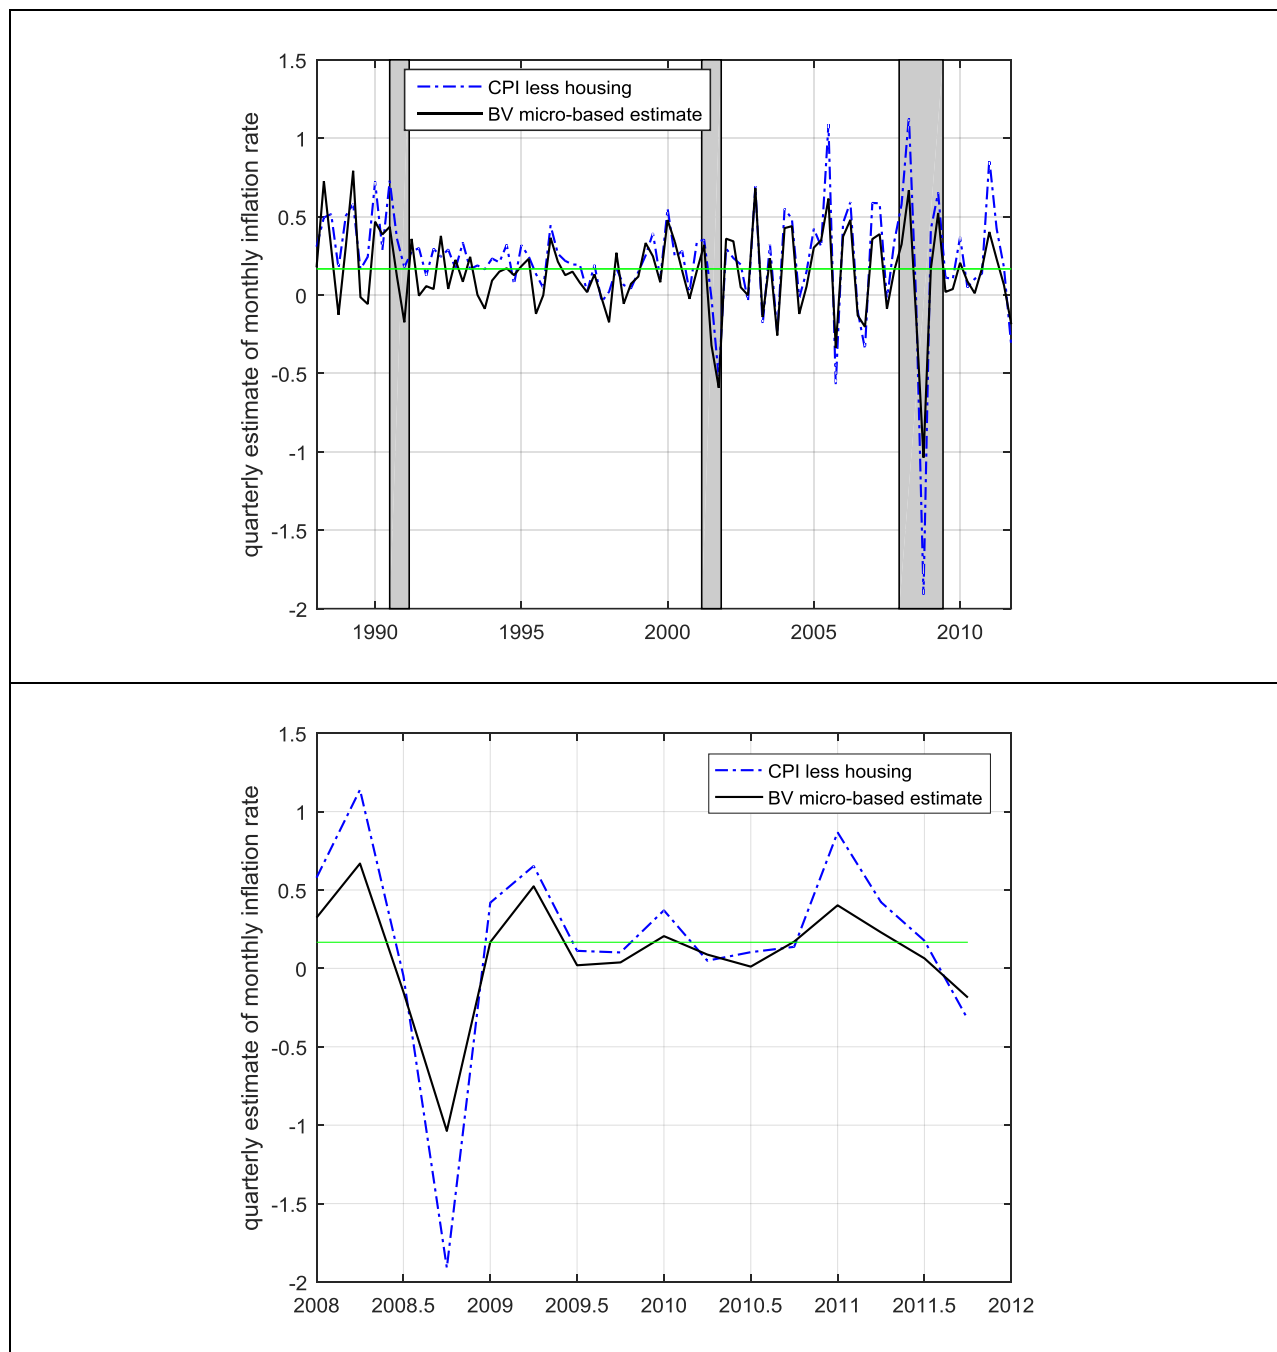 1.5
CPI less housing
BV micro-based estimate
1
0.5
0
-0.5
-1
-1.5
-2
quarterly estimate of monthly inflation rate
1990 1995 2000 2005 2010
1.5
CPI less housing
BV micro-based estimate
1
0.5
0
-0.5
-1
-1.5
-2
quarterly estimate of monthly inflation rate
2008 2008.5 2009 2009.5 2010 2010.5 2011 2011.5 2012